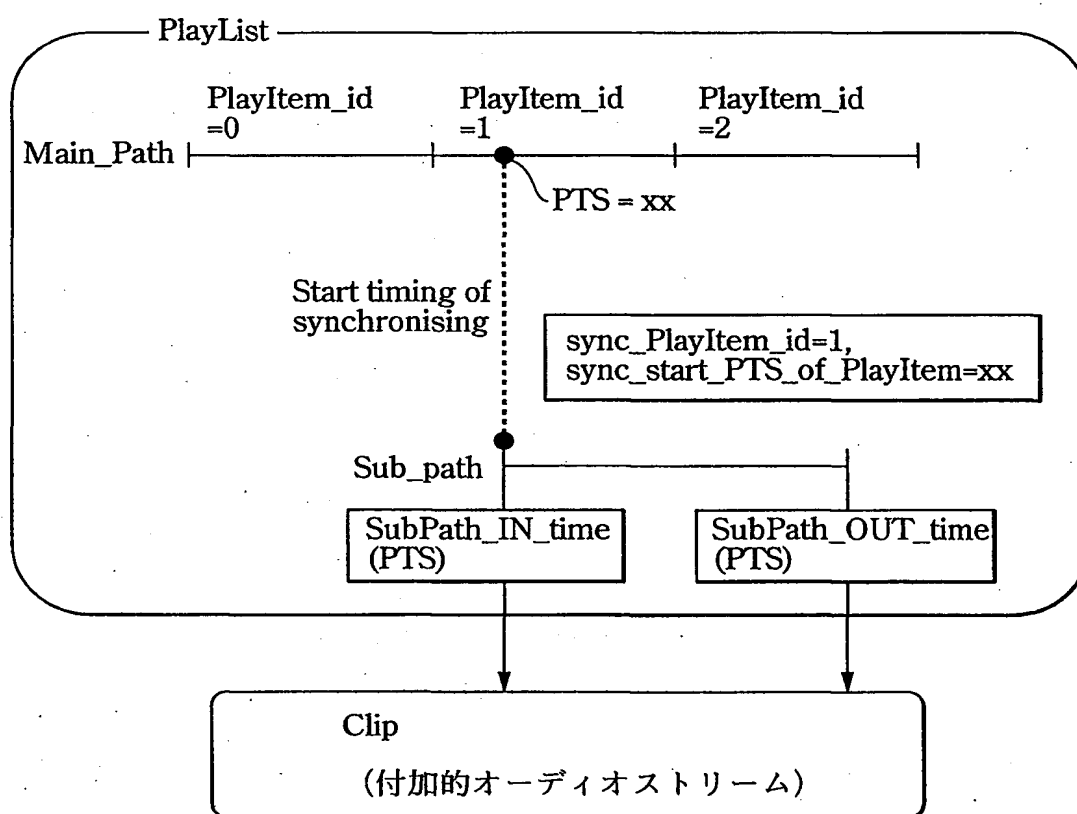 PlayList
PlayItem_id
=0
PlayItem_id
=1
PlayItem_id
=2
Main_Path
PTS = xx
Start timing of
synchronising
sync_PlayItem_id=1,
sync_start_PTS_of_PlayItem=xx
Sub_path
SubPath_IN_time
(PTS)
SubPath_OUT_time
(PTS)
Clip
(付加的オーディオストリーム)